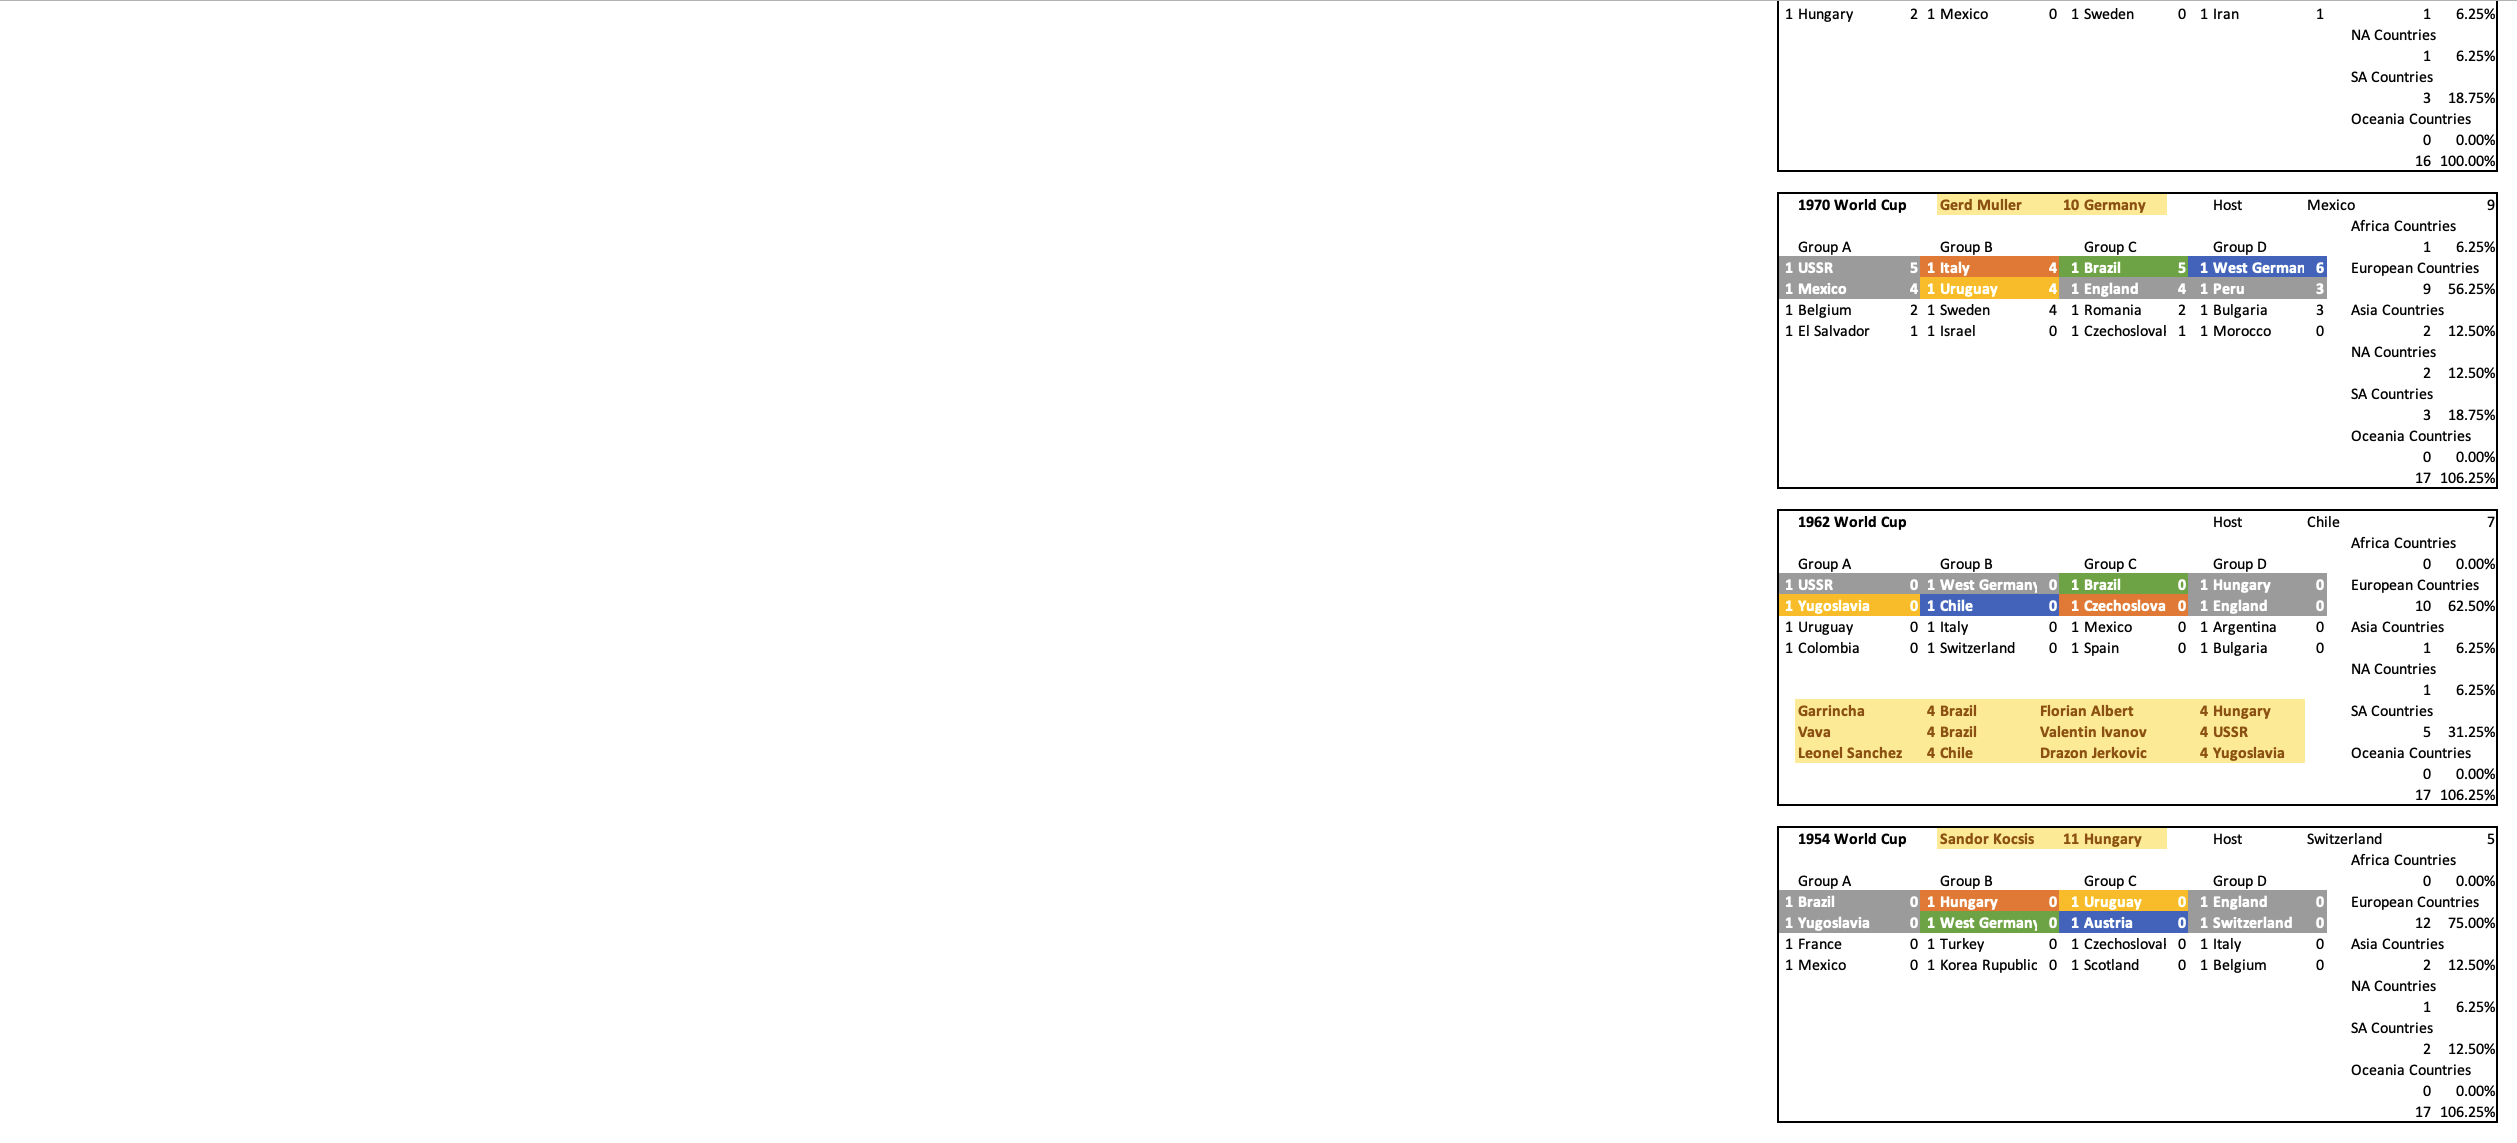 1 Hungary 2 1 Mexico 0 1 Sweden 0 1 Iran 1 1 6.25%
NA Countries
1 6.25%
SA Countries
3 18.75%
Oceania Countries
0 0.00%
16 100.00%
1970 World Cup Gerd Muller 10 Germany Host Mexico 9
Africa Countries
Group A Group B Group C Group D 1 6.25%
1 USSR 5 1 Italy 4 1 Brazil 5 1 West German 6 European Countries
1 Mexico 4 1 Uruguay 4 1 England 4 1 Peru 3 9 56.25%
1 Belgium 2 1 Sweden 4 1 Romania 2 1 Bulgaria 3 Asia Countries
1 El Salvador 1 1 Israel 0 1 Czechosloval 1 1 Morocco 0 2 12.50%
NA Countries
2 12.50%
SA Countries
3 18.75%
Oceania Countries
0 0.00%
17 106.25%
1962 World Cup Host Chile 7
Africa Countries
Group A Group B Group C Group D 0 0.00%
1 USSR 0 1 West Germany 0 1 Brazil 0 1 Hungary 0 European Countries
1 Yugoslavia 0 1 Chile 0 1 Czechoslova 0 1 England 0 10 62.50%
1 Uruguay 0 1 Italy 0 1 Mexico 0 1 Argentina 0 Asia Countries
1 Colombia 0 1 Switzerland 0 1 Spain 0 1 Bulgaria 0 1 6.25%
NA Countries
1 6.25%
Garrincha 4 Brazil Florian Albert 4 Hungary SA Countries
Vava 4 Brazil Valentin Ivanov 4 USSR 5 31.25%
Leonel Sanchez 4 Chile Drazon Jerkovic 4 Yugoslavia Oceania Countries
0 0.00%
17 106.25%
1954 World Cup Sandor Kocsis 11 Hungary Host Switzerland 5
Africa Countries
Group A Group B Group C Group D 0 0.00%
1 Brazil 0 1 Hungary 0 1 Uruguay 0 1 England 0 European Countries
1 Yugoslavia 0 1 West Germany 0 1 Austria 0 1 Switzerland 0 12 75.00%
1 France 0 1 Turkey 0 1 Czechosloval 0 1 Italy 0 Asia Countries
1 Mexico 0 1 Korea Rupublic 0 1 Scotland 0 1 Belgium 0 2 12.50%
NA Countries
1 6.25%
SA Countries
2 12.50%
Oceania Countries
0 0.00%
17 106.25%